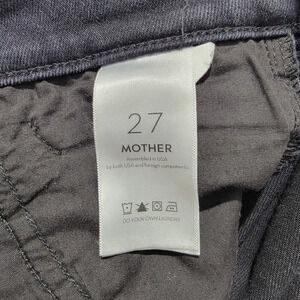 27
MOTHER
Assembled in USA
by both USA and foreign components
DO YOUR OWN LAUNDRY